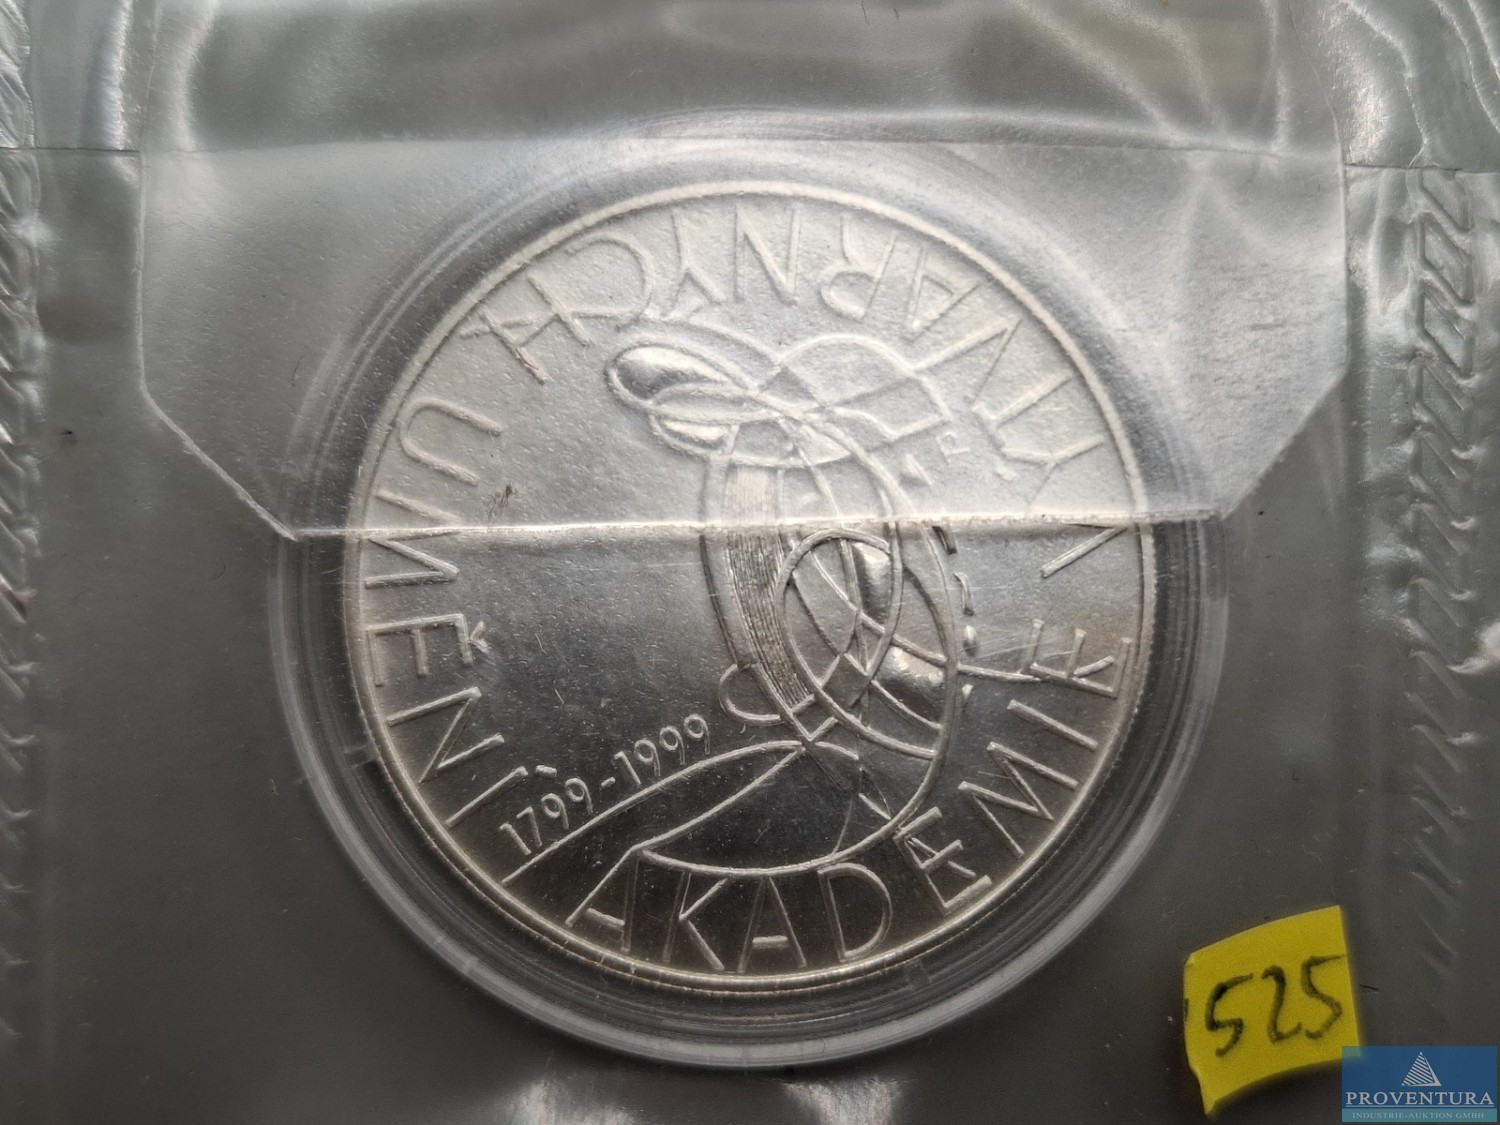 AKADEMIE VÝTVARNÝCH UMĚNÍ
1799-1999
525
PROVENTURA
INDUSTRIE-AUKTION GMBH